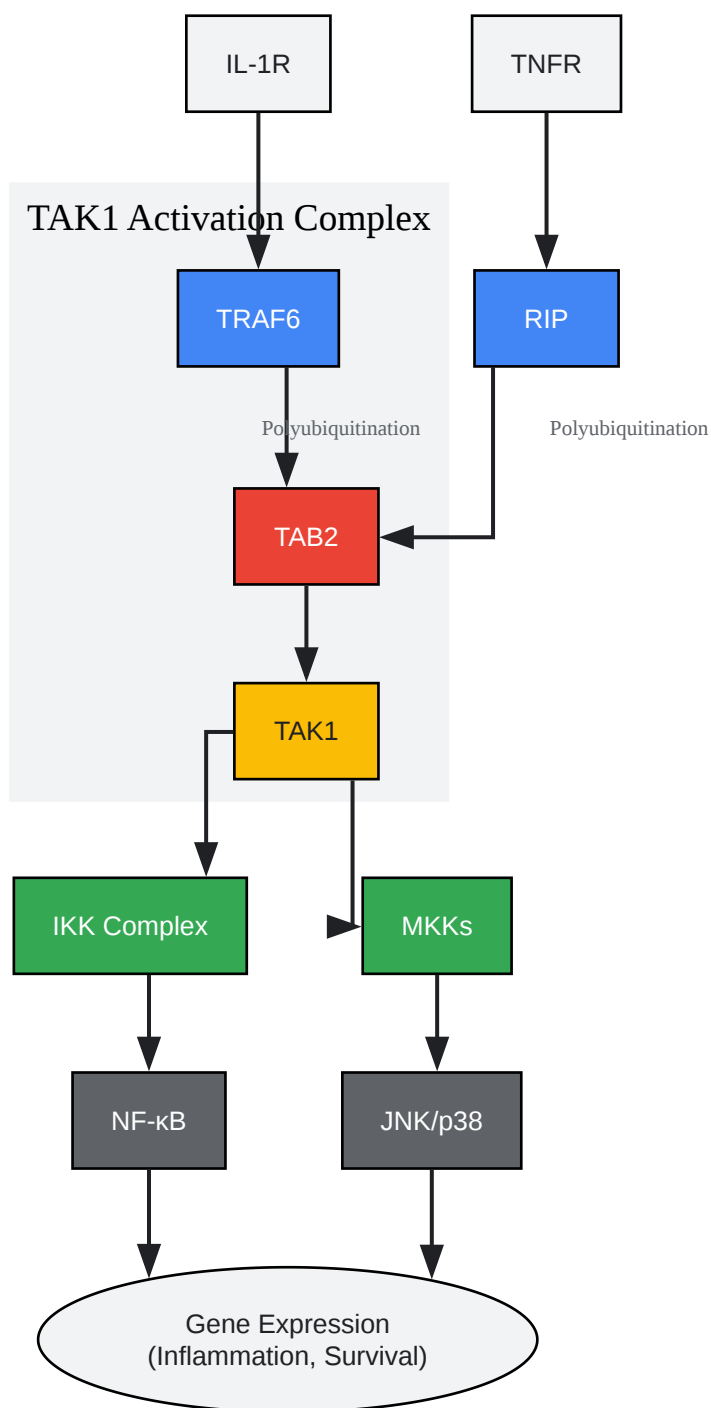 IL-1R
TNFR
TAK1 Activation Complex
TRAF6
RIP
Polyubiquitination
Polyubiquitination
TAB2
TAK1
IKK Complex
MKKs
NF-κB
JNK/p38
Gene Expression
(Inflammation, Survival)